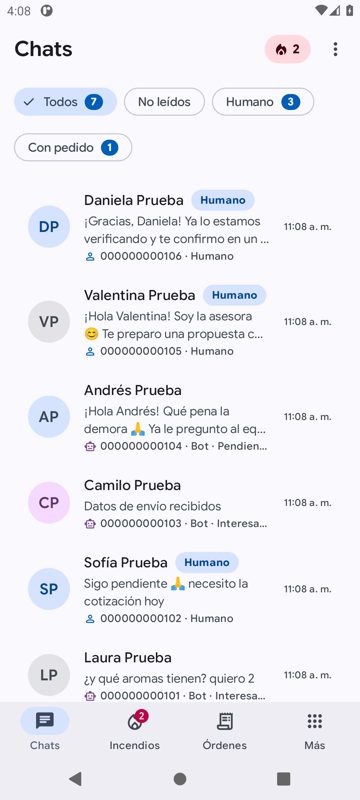 4:08
Chats
2
Todos 7
No leídos
Humano 3
Con pedido 1
DP
Daniela Prueba Humano
¡Gracias, Daniela! Ya lo estamos
verificando y te confirmo en un ...
11:08 a. m.
000000000106 · Humano
VP
Valentina Prueba Humano
¡Hola Valentina! Soy la asesora
😊 Te preparo una propuesta c...
11:08 a. m.
000000000105 · Humano
AP
Andrés Prueba
¡Hola Andrés! Qué pena la
demora 🙏 Ya le pregunto al eq...
11:08 a. m.
000000000104 · Bot · Pendien...
CP
Camilo Prueba
Datos de envío recibidos
11:08 a. m.
000000000103 · Bot · Interesa...
SP
Sofía Prueba Humano
Sigo pendiente 🙏 necesito la
cotización hoy
11:08 a. m.
000000000102 · Humano
LP
Laura Prueba
¿y qué aromas tienen? quiero 2
11:08 a. m.
000000000101 · Bot · Interesa...
2
Chats
Incendios
Órdenes
Más